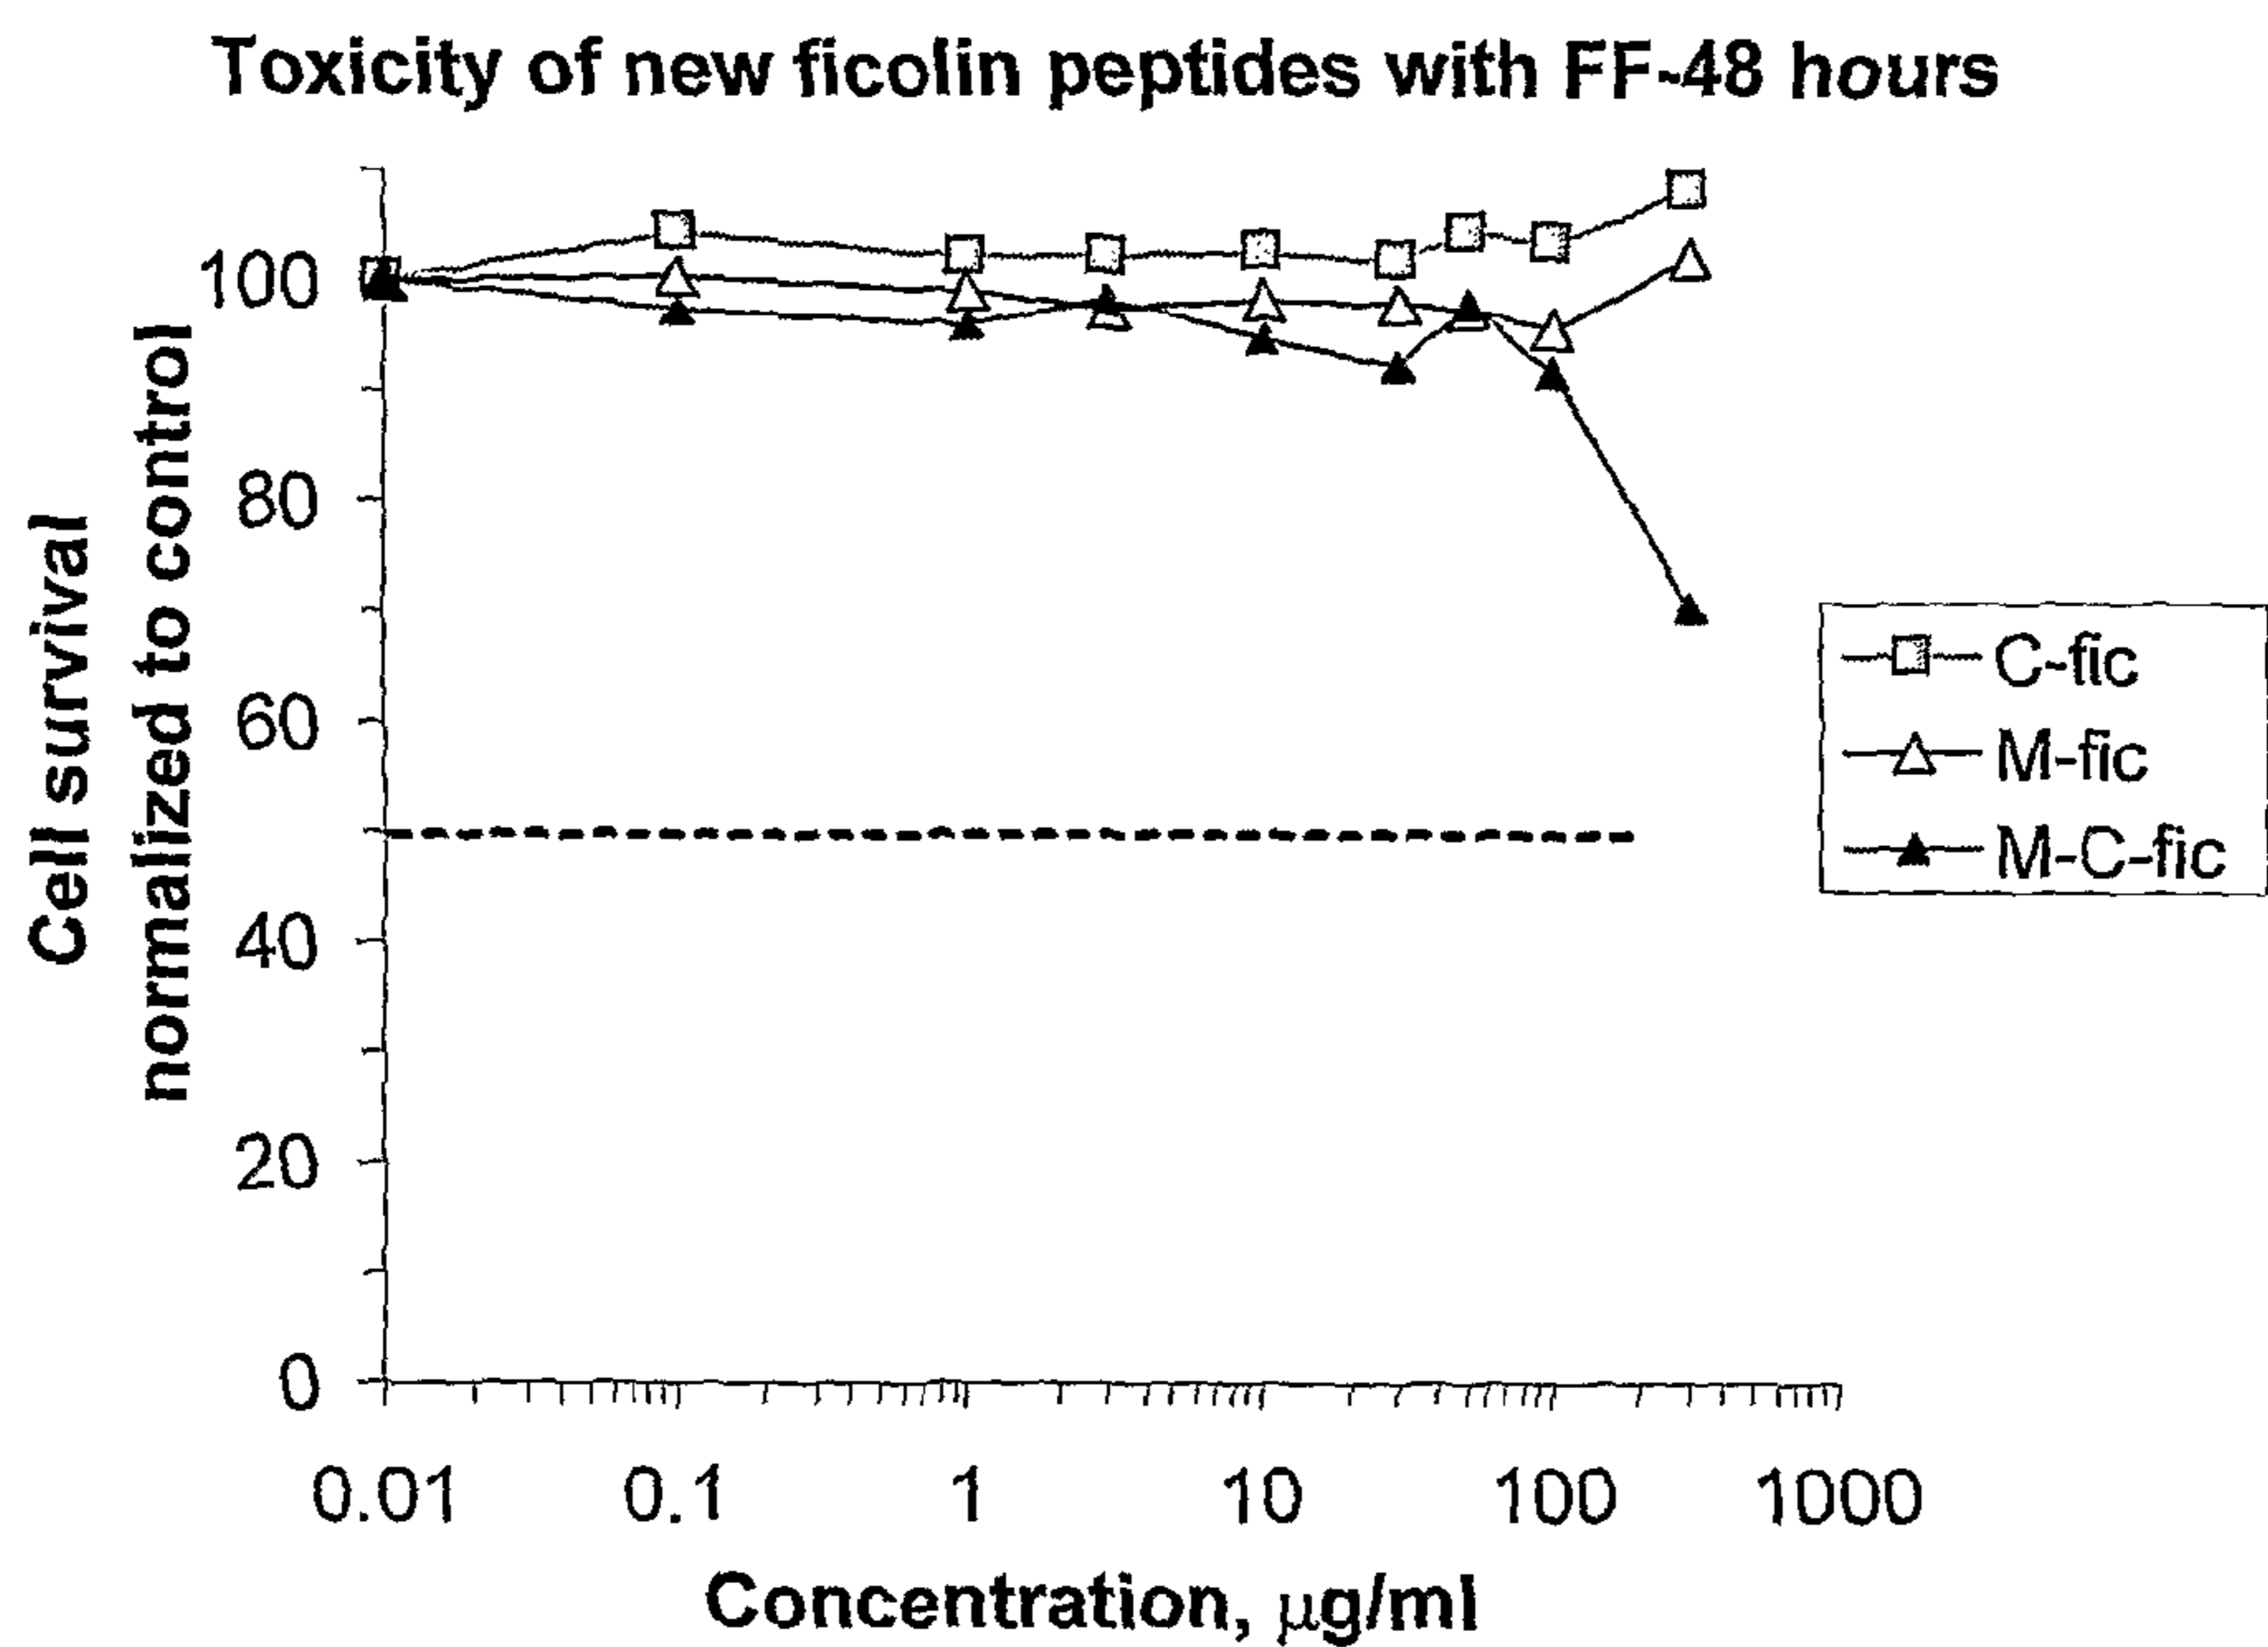 Toxicity of new ficolin peptides with FF-48 hours
Cell survival
normalized to control
100
80
60
40
20
0
0.01 0.1 1 10 100 1000
Concentration, μg/ml
C-fic
M-fic
M-C-fic